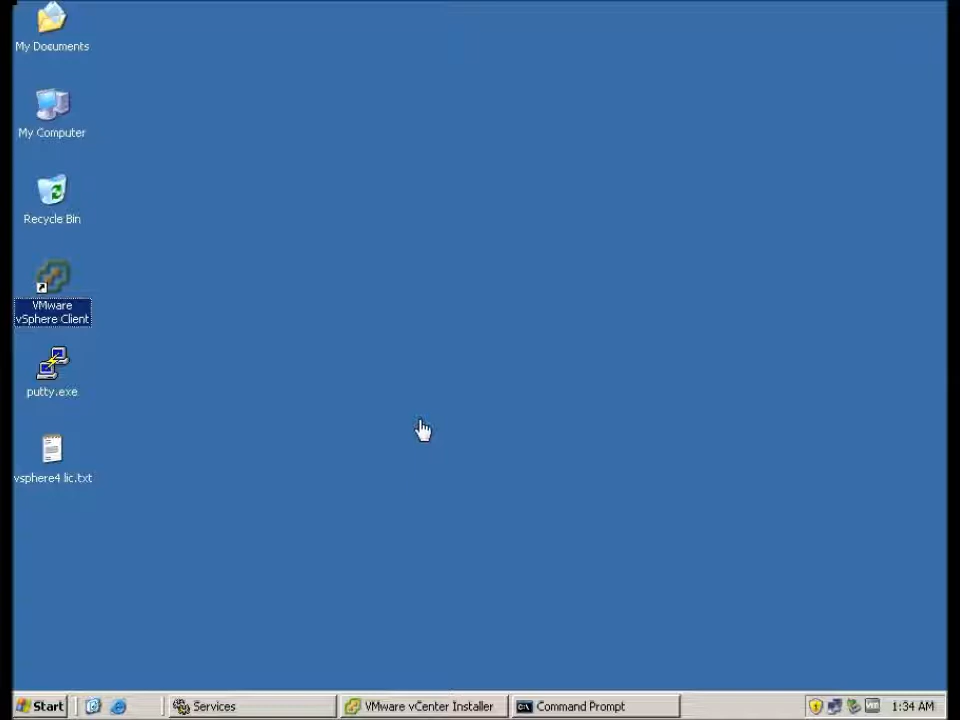 My Documents
My Computer
Recycle Bin
VMware
vSphere Client
putty.exe
vsphere4 lic.txt
Start
Services
VMware vCenter Installer
Command Prompt
1:34 AM